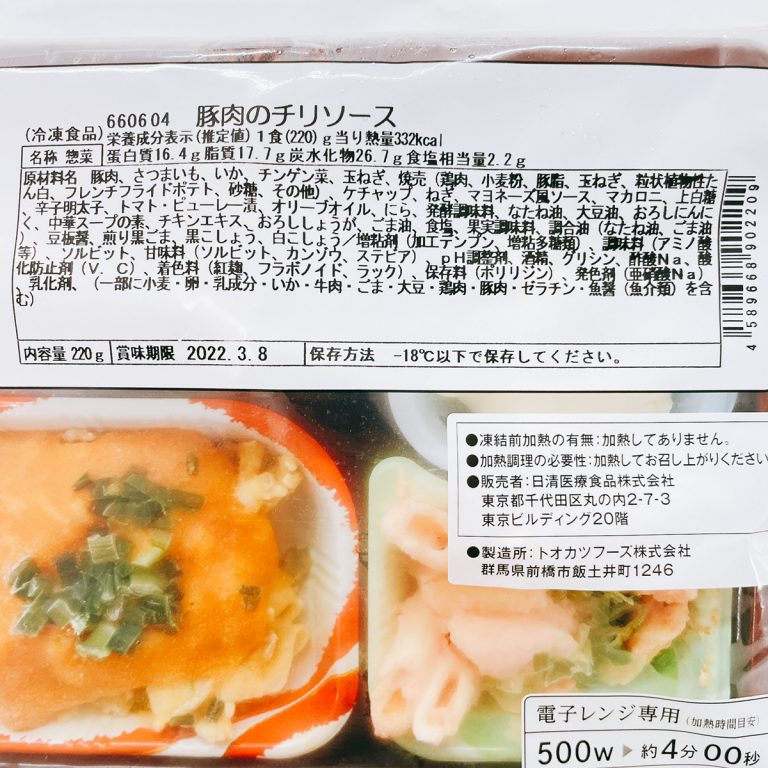 660604 豚肉のチリソース
(冷凍食品) 栄養成分表示(推定値)1食(220)g当り熱量332kcal
名称 惣菜 蛋白質16.4g脂質17.7g炭水化物26.7g食塩相当量2.2g
原材料名 豚肉、さつまいも、いか、チンゲン菜、玉ねぎ、焼売(鶏肉、小麦粉、豚脂、玉ねぎ、粒状植物性た
ん白、フレンチフライドポテト、砂糖、その他) ケチャップ、ねぎ、マヨネーズ風ソース、マカロニ、上白糖
、辛子明太子、トマト・ピューレー漬、オリーブオイル、にら、発酵調味料、なたね油、大豆油、おろしにんに
く、中華スープの素、チキンエキス、おろししょうが、ごま油、食塩、果実調味料、調合油(なたね油、ごま油
)、豆板醤、煎り黒ごま、黒こしょう、白こしょう/増粘剤(加工デンプン、増粘多糖類) 調味料(アミノ酸
等)、ソルビット、甘味料(ソルビット、カンゾウ、ステビア) pH調整剤、酒精、グリシン、酢酸Na、酸
化防止剤(V.C)、着色料(紅麹、フラボノイド、ラック)、保存料(ポリリジン) 発色剤(亜硝酸Na)
、乳化剤、(一部に小麦・卵・乳成分・いか・牛肉・ごま・大豆・鶏肉・豚肉・ゼラチン・魚醤(魚介類)を含
む)
内容量 220g 賞味期限 2022.3.8 保存方法 -18℃以下で保存してください。
4 589688 902209
●凍結前加熱の有無:加熱してありません。
●加熱調理の必要性:加熱してお召し上がりください
●販売者:日清医療食品株式会社
東京都千代田区丸の内2-7-3
東京ビルディング20階
●製造所:トオカツフーズ株式会社
群馬県前橋市飯土井町1246
電子レンジ専用(加熱時間目安)
500W ▶ 約4分00秒